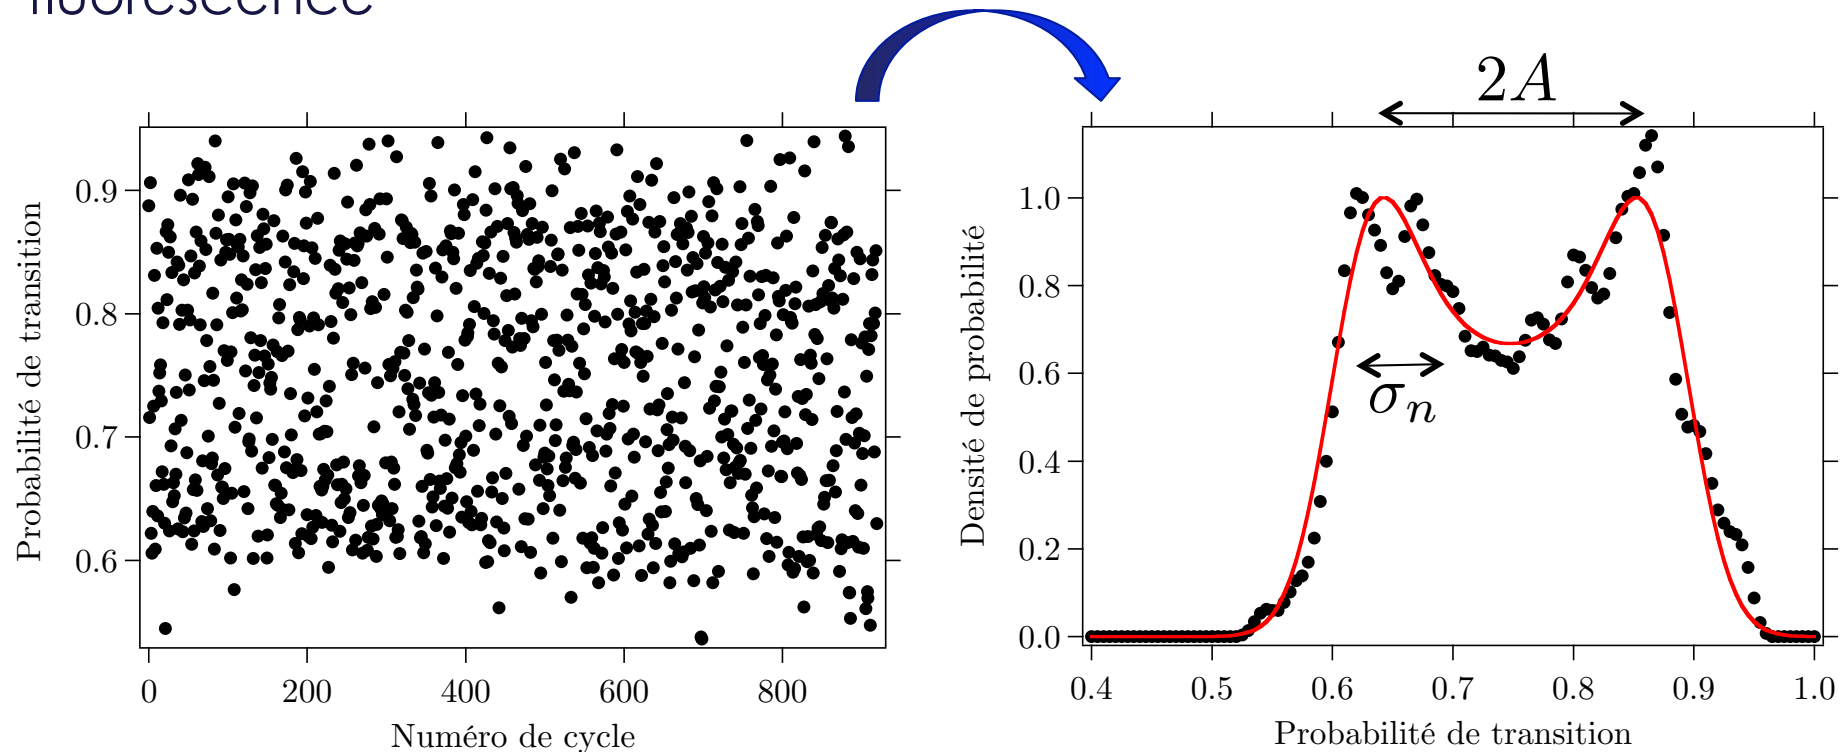 fluorescence
2A
Probabilité de transition
0.9
0.8
0.7
0.6
0 200 400 600 800
Numéro de cycle
Densité de probabilité
1.0
0.8
0.6
0.4
0.2
0.0
σn
0.4 0.5 0.6 0.7 0.8 0.9 1.0
Probabilité de transition